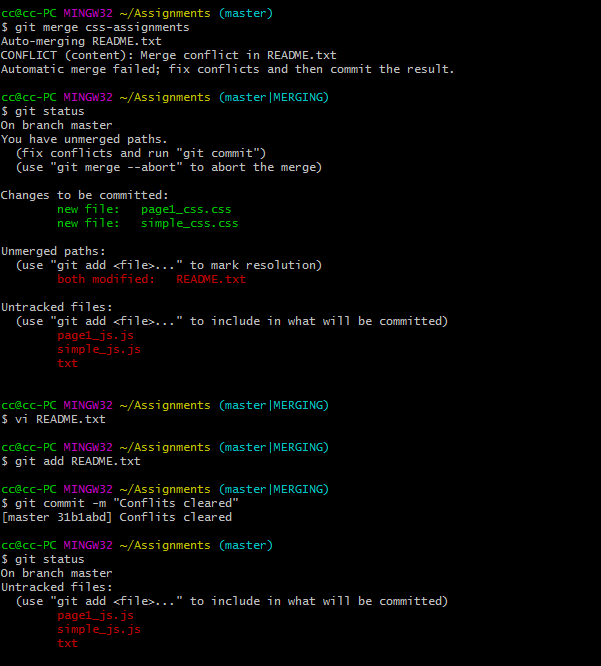 cc@cc-PC MINGW32 ~/Assignments (master)
$ git merge css-assignments
Auto-merging README.txt
CONFLICT (content): Merge conflict in README.txt
Automatic merge failed; fix conflicts and then commit the result.
cc@cc-PC MINGW32 ~/Assignments (master|MERGING)
$ git status
On branch master
You have unmerged paths.
  (fix conflicts and run "git commit")
  (use "git merge --abort" to abort the merge)
Changes to be committed:
        new file:   page1_css.css
        new file:   simple_css.css
Unmerged paths:
  (use "git add <file>..." to mark resolution)
        both modified:   README.txt
Untracked files:
  (use "git add <file>..." to include in what will be committed)
        page1_js.js
        simple_js.js
        txt
cc@cc-PC MINGW32 ~/Assignments (master|MERGING)
$ vi README.txt
cc@cc-PC MINGW32 ~/Assignments (master|MERGING)
$ git add README.txt
cc@cc-PC MINGW32 ~/Assignments (master|MERGING)
$ git commit -m "Conflits cleared"
[master 31b1abd] Conflits cleared
cc@cc-PC MINGW32 ~/Assignments (master)
$ git status
On branch master
Untracked files:
  (use "git add <file>..." to include in what will be committed)
        page1_js.js
        simple_js.js
        txt